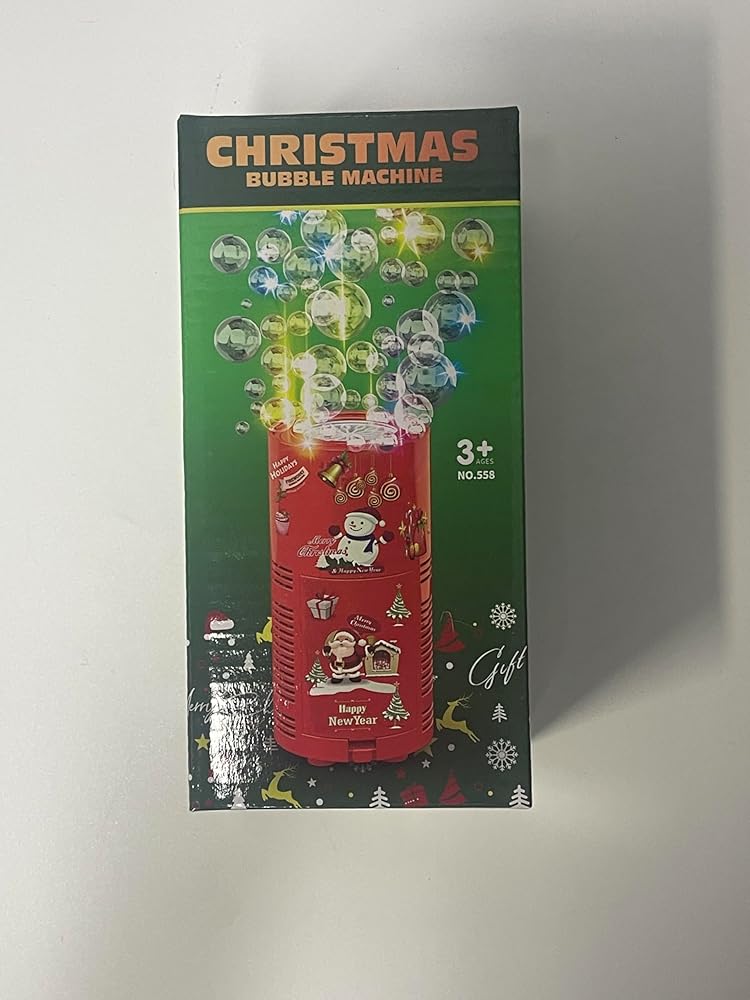 CHRISTMAS
BUBBLE MACHINE
3+
AGES
NO.558
HAPPY
HOLIDAYS
Merry
Christmas
& Happy New Year
Merry
Christmas
Gift
Happy
New Year